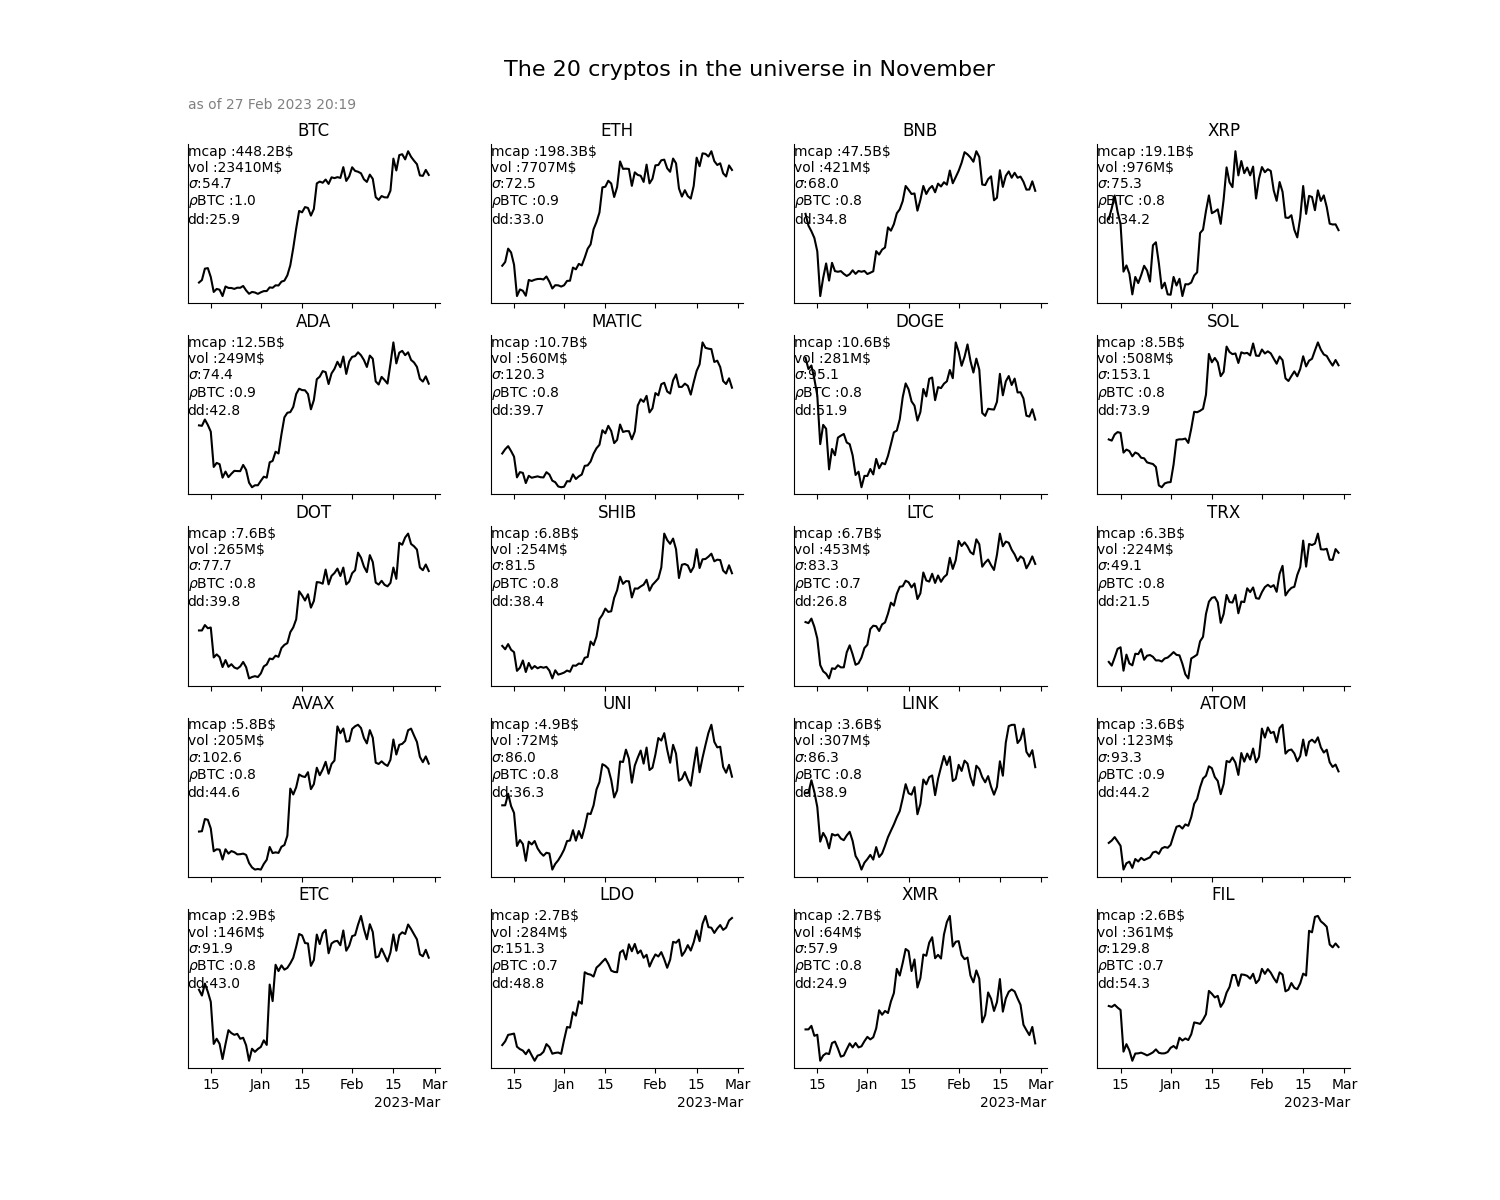 The 20 cryptos in the universe in November
as of 27 Feb 2023 20:19
BTC
mcap :448.2B$
vol :23410M$
σ:54.7
ρBTC :1.0
dd:25.9
ETH
mcap :198.3B$
vol :7707M$
σ:72.5
ρBTC :0.9
dd:33.0
BNB
mcap :47.5B$
vol :421M$
σ:68.0
ρBTC :0.8
dd:34.8
XRP
mcap :19.1B$
vol :976M$
σ:75.3
ρBTC :0.8
dd:34.2
ADA
mcap :12.5B$
vol :249M$
σ:74.4
ρBTC :0.9
dd:42.8
MATIC
mcap :10.7B$
vol :560M$
σ:120.3
ρBTC :0.8
dd:39.7
DOGE
mcap :10.6B$
vol :281M$
σ:95.1
ρBTC :0.8
dd:51.9
SOL
mcap :8.5B$
vol :508M$
σ:153.1
ρBTC :0.8
dd:73.9
DOT
mcap :7.6B$
vol :265M$
σ:77.7
ρBTC :0.8
dd:39.8
SHIB
mcap :6.8B$
vol :254M$
σ:81.5
ρBTC :0.8
dd:38.4
LTC
mcap :6.7B$
vol :453M$
σ:83.3
ρBTC :0.7
dd:26.8
TRX
mcap :6.3B$
vol :224M$
σ:49.1
ρBTC :0.8
dd:21.5
AVAX
mcap :5.8B$
vol :205M$
σ:102.6
ρBTC :0.8
dd:44.6
UNI
mcap :4.9B$
vol :72M$
σ:86.0
ρBTC :0.8
dd:36.3
LINK
mcap :3.6B$
vol :307M$
σ:86.3
ρBTC :0.8
dd:38.9
ATOM
mcap :3.6B$
vol :123M$
σ:93.3
ρBTC :0.9
dd:44.2
ETC
mcap :2.9B$
vol :146M$
σ:91.9
ρBTC :0.8
dd:43.0
15 Jan 15 Feb 15 Mar
2023-Mar
LDO
mcap :2.7B$
vol :284M$
σ:151.3
ρBTC :0.7
dd:48.8
15 Jan 15 Feb 15 Mar
2023-Mar
XMR
mcap :2.7B$
vol :64M$
σ:57.9
ρBTC :0.8
dd:24.9
15 Jan 15 Feb 15 Mar
2023-Mar
FIL
mcap :2.6B$
vol :361M$
σ:129.8
ρBTC :0.7
dd:54.3
15 Jan 15 Feb 15 Mar
2023-Mar